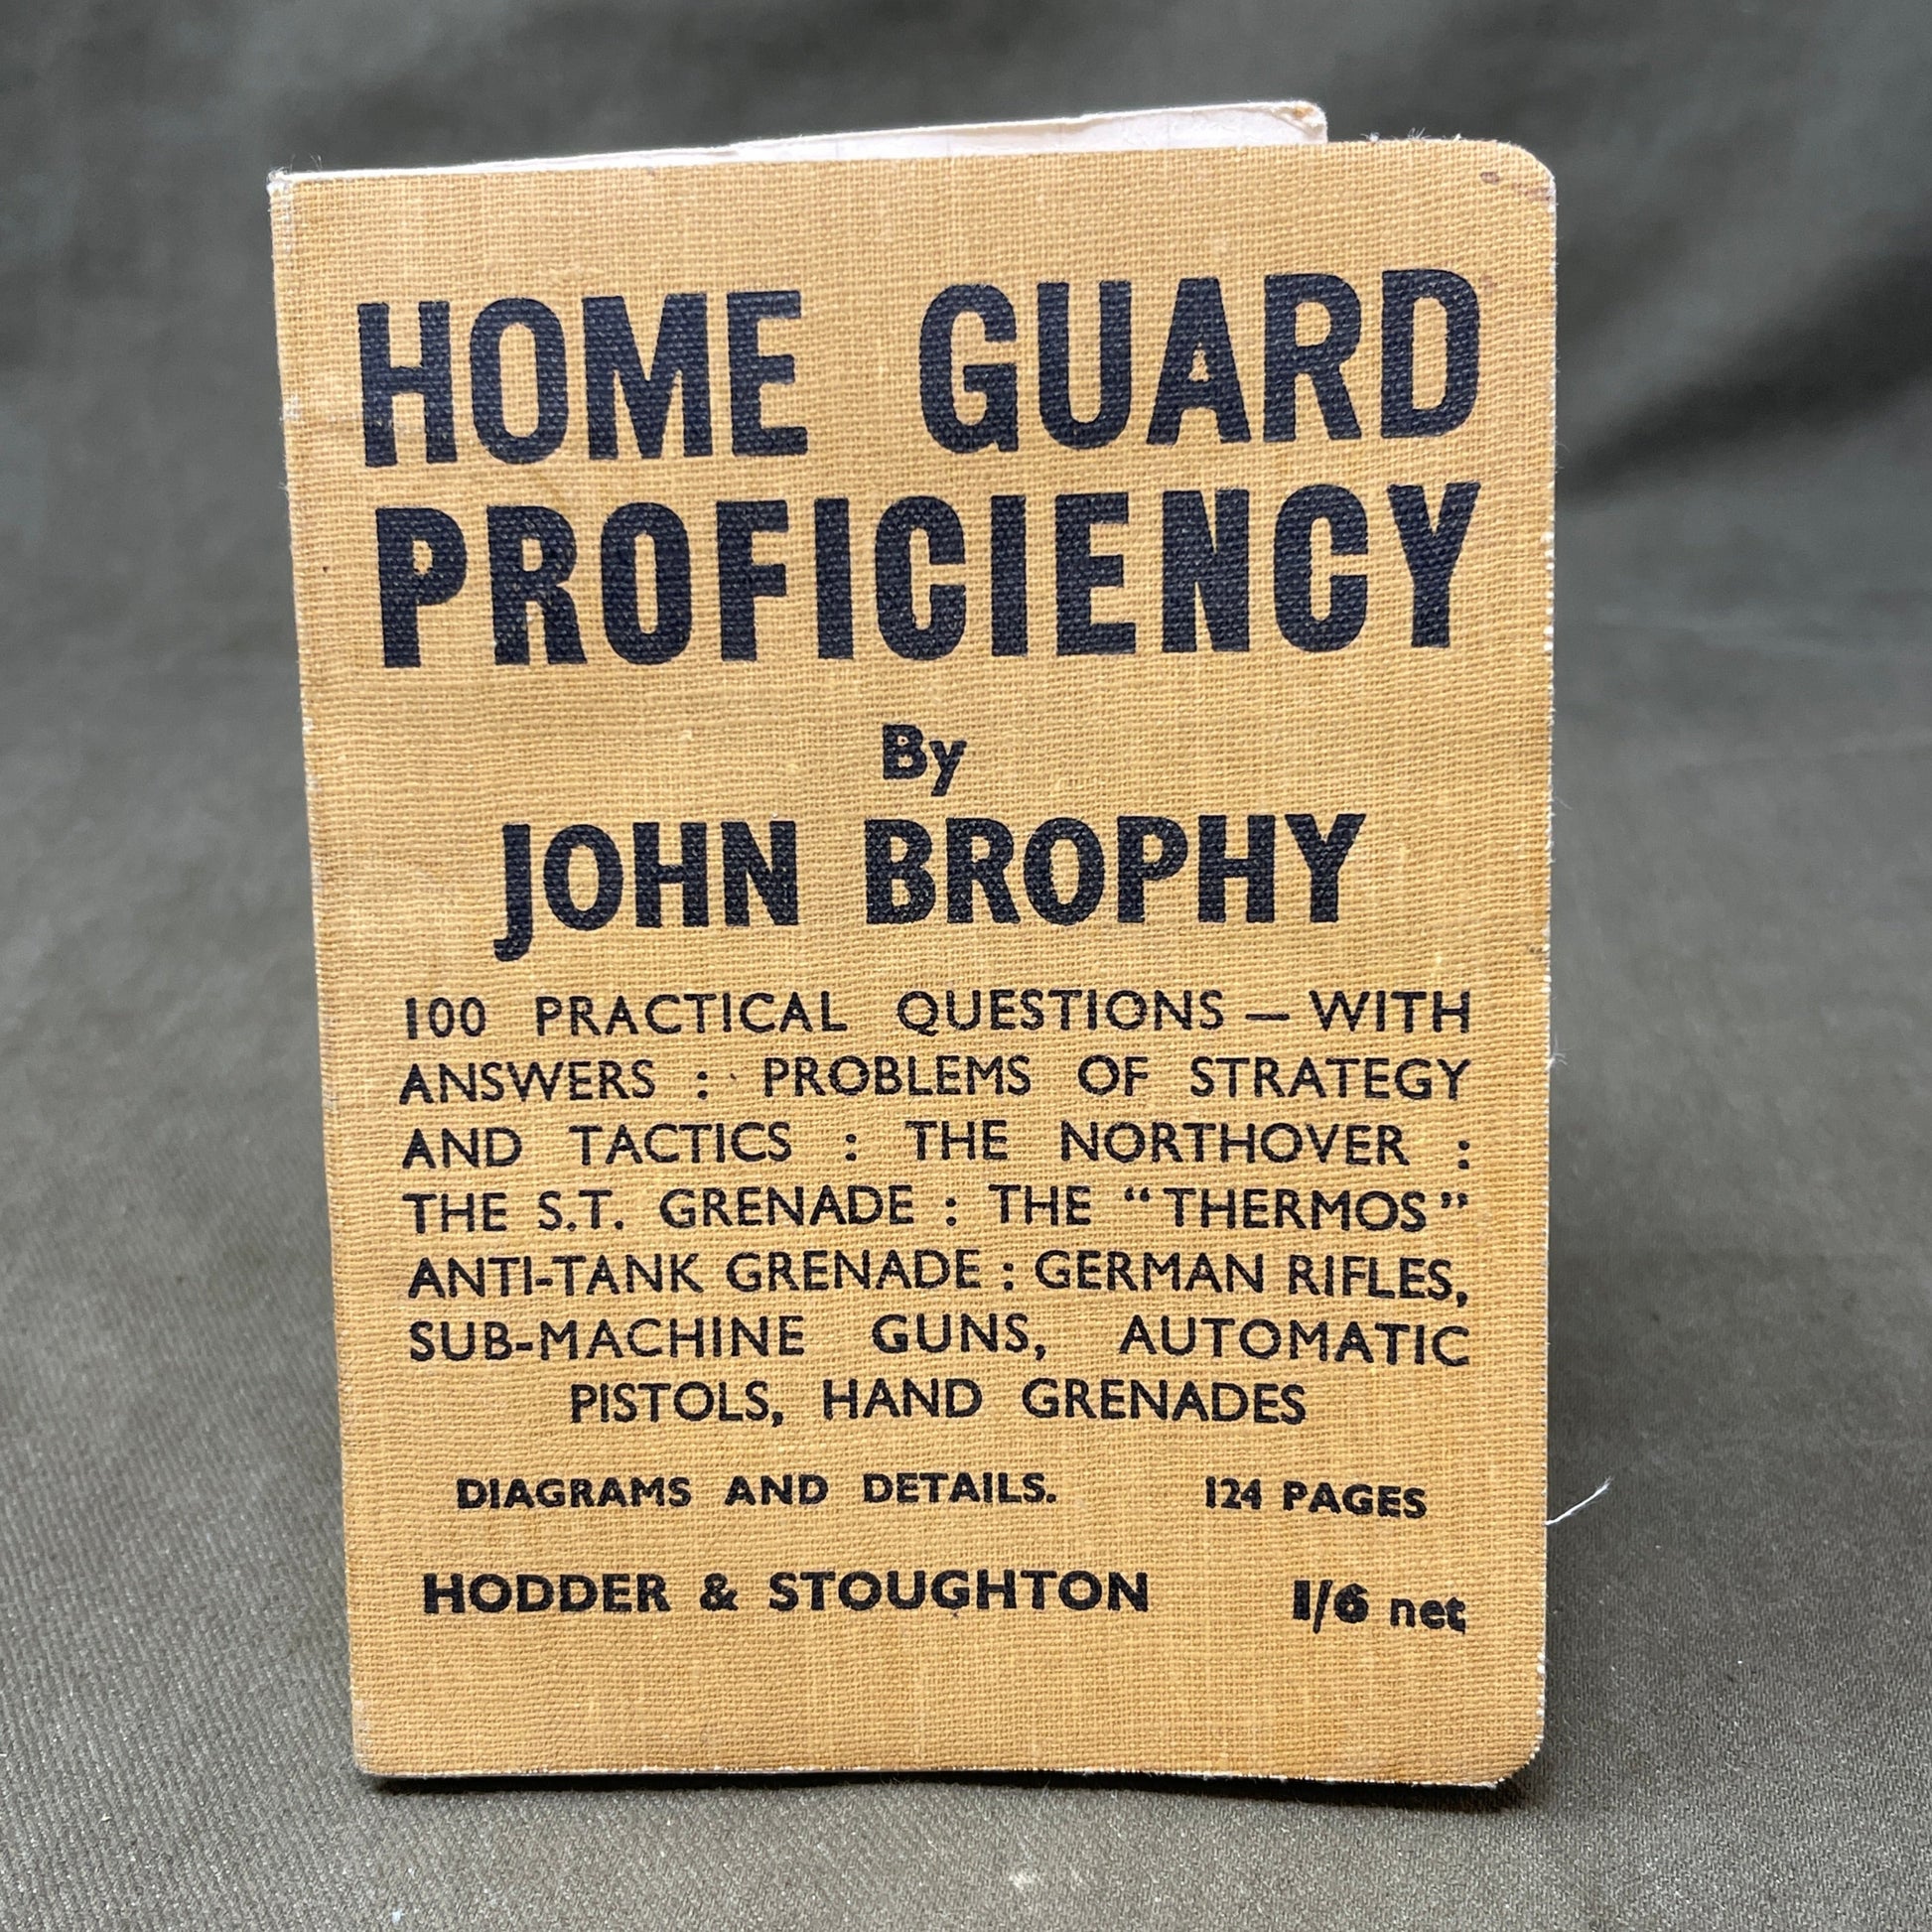 HOME GUARD
PROFICIENCY
By
JOHN BROPHY
100 PRACTICAL QUESTIONS — WITH
ANSWERS : PROBLEMS OF STRATEGY
AND TACTICS : THE NORTHOVER :
THE S.T. GRENADE : THE “THERMOS”
ANTI-TANK GRENADE : GERMAN RIFLES,
SUB-MACHINE GUNS, AUTOMATIC
PISTOLS, HAND GRENADES
DIAGRAMS AND DETAILS. 124 PAGES
HODDER & STOUGHTON 1/6 net